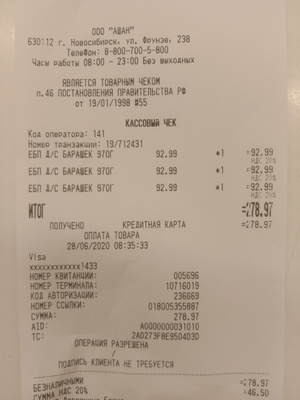 ООО "АШАН"
630112 г. Новосибирск, ул. Фрунзе, 238
Телефон: 8-800-700-5-800
Часы работы 08:00 - 23:00 Без выходных
ЯВЛЯЕТСЯ ТОВАРНЫМ ЧЕКОМ
п.46 ПОСТАНОВЛЕНИЯ ПРАВИТЕЛЬСТВА РФ
от 19/01/1998 #55
КАССОВЫЙ ЧЕК
Код оператора: 141
Номер транзакции: 19/712431
ЕБП Д/С БАРАШЕК 970Г 92.99 *1 =92.99
НДС 20%
ЕБП Д/С БАРАШЕК 970Г 92.99 *1 =92.99
НДС 20%
ЕБП Д/С БАРАШЕК 970Г 92.99 *1 =92.99
НДС 20%
ИТОГ =278.97
ПОЛУЧЕНО КРЕДИТНАЯ КАРТА =278.97
ОПЛАТА ТОВАРА
28/06/2020 08:35:33
Visa
xxxxxxxxxxxx1433
НОМЕР КВИТАНЦИИ: 005696
НОМЕР ТЕРМИНАЛА: 10716019
КОД АВТОРИЗАЦИИ: 236669
НОМЕР ССЫЛКИ: 018005355887
СУММА: 278.97
AID: A0000000031010
TC: 2AD273F8E9504D3D
ОПЕРАЦИЯ РАЗРЕШЕНА
/
ПОДПИСЬ КЛИЕНТА НЕ ТРЕБУЕТСЯ
БЕЗНАЛИЧНЫМИ =278.97
СУММА НДС 20% =46.50